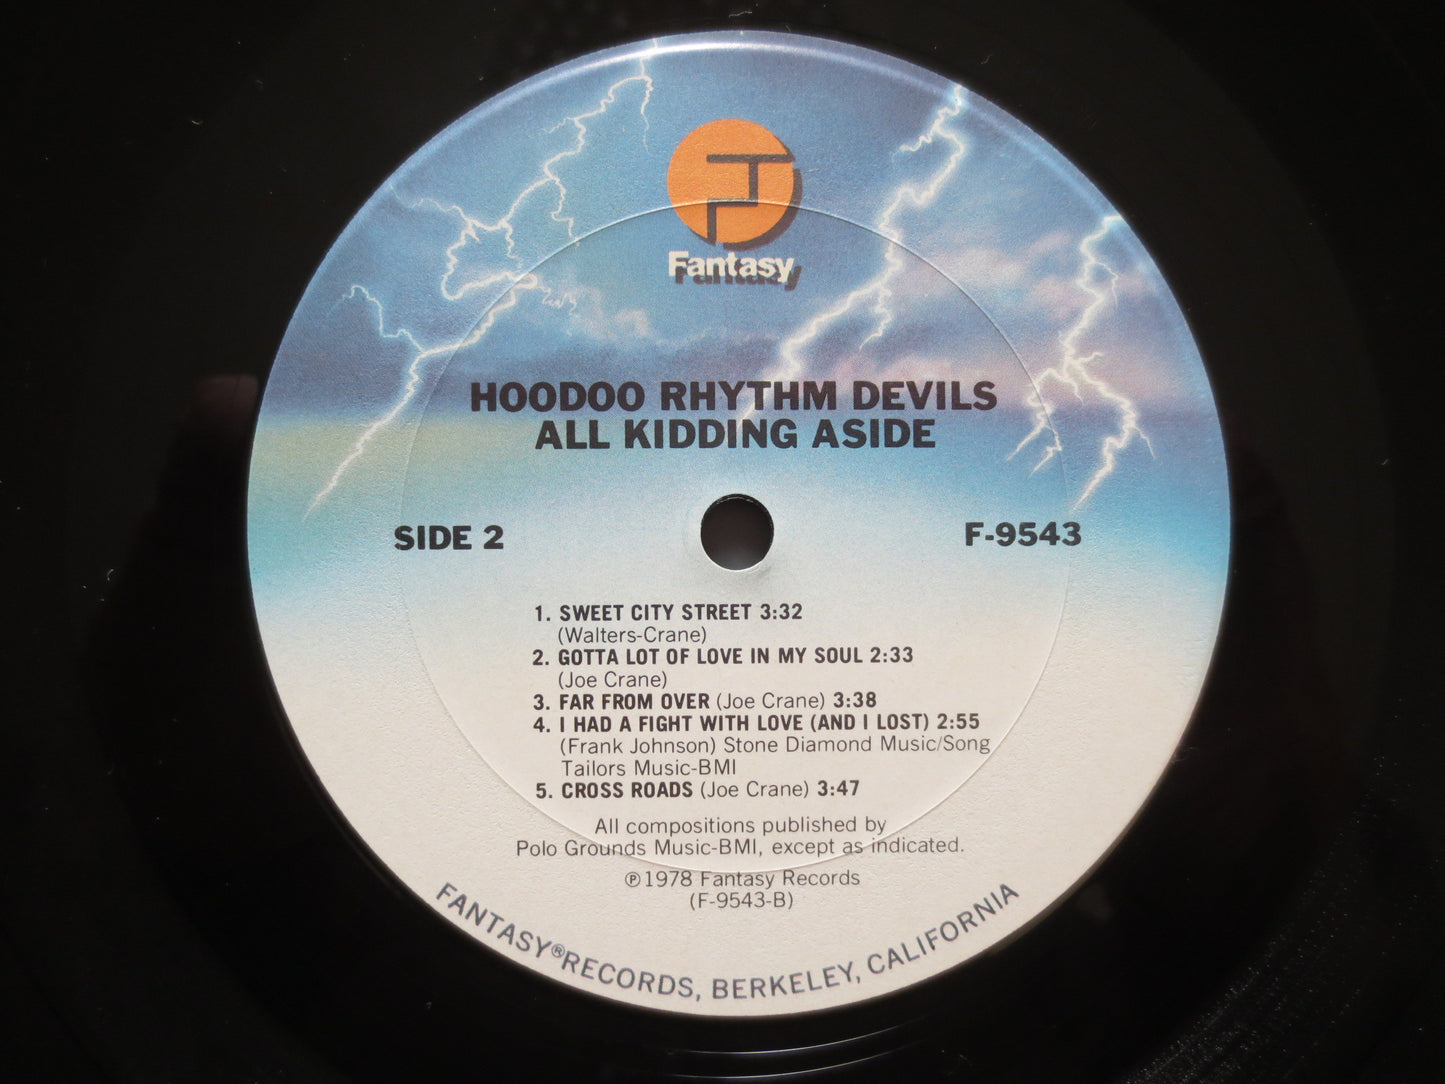 Fantasy
HOODOO RHYTHM DEVILS
ALL KIDDING ASIDE
SIDE 2
F-9543
1. SWEET CITY STREET 3:32
(Walters-Crane)
2. GOTTA LOT OF LOVE IN MY SOUL 2:33
(Joe Crane)
3. FAR FROM OVER (Joe Crane) 3:38
4. I HAD A FIGHT WITH LOVE (AND I LOST) 2:55
(Frank Johnson) Stone Diamond Music/Song
Tailors Music-BMI
5. CROSS ROADS (Joe Crane) 3:47
All compositions published by
Polo Grounds Music-BMI, except as indicated.
℗1978 Fantasy Records
(F-9543-B)
FANTASY® RECORDS, BERKELEY, CALIFORNIA